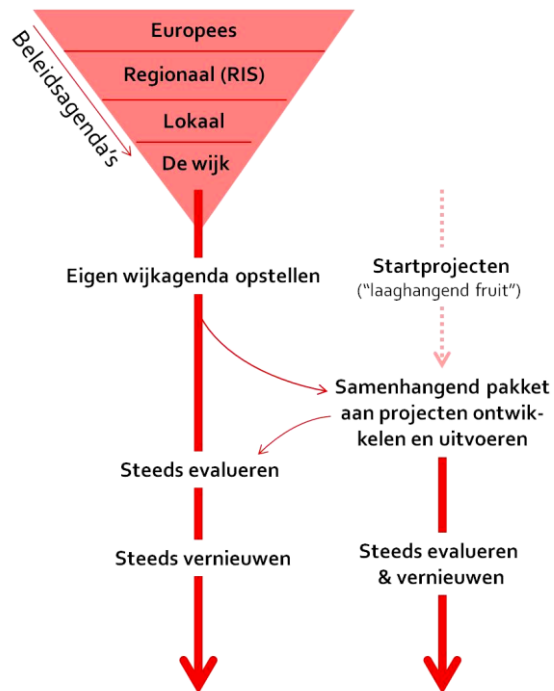 Europees
Beleidsagenda's
Regionaal (RIS)
Lokaal
De wijk
Eigen wijkagenda opstellen
Startprojecten
("laaghangend fruit")
Samenhangend pakket
aan projecten ontwik-
kelen en uitvoeren
Steeds evalueren
Steeds vernieuwen
Steeds evalueren
& vernieuwen